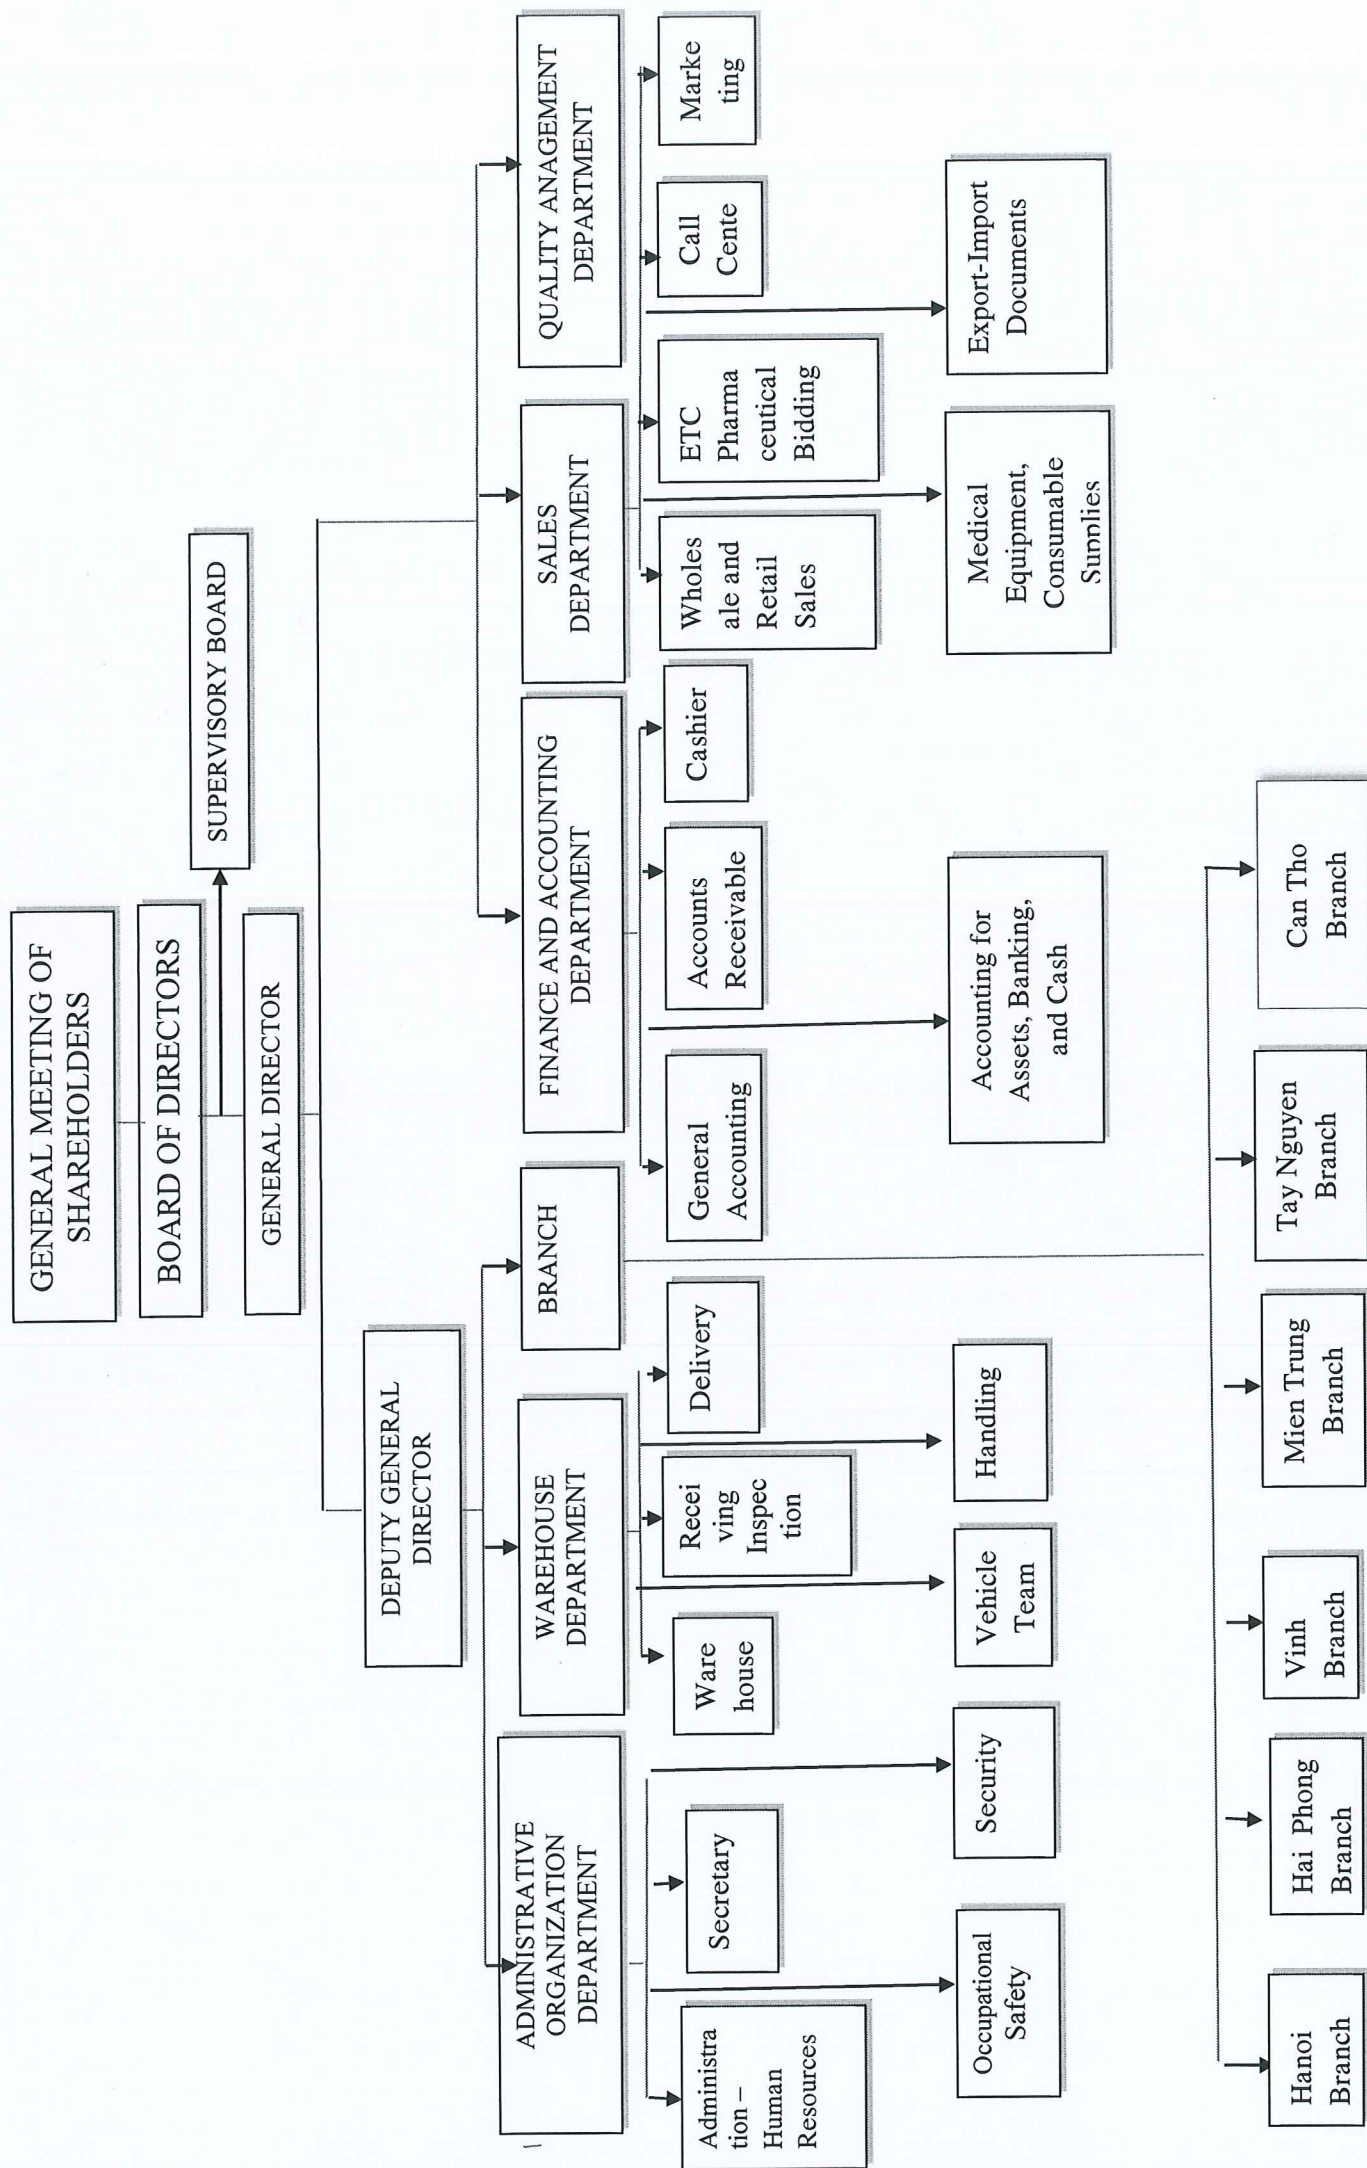 GENERAL MEETING OF
SHAREHOLDERS
BOARD OF DIRECTORS
SUPERVISORY BOARD
GENERAL DIRECTOR
DEPUTY GENERAL
DIRECTOR
ADMINISTRATIVE
ORGANIZATION
DEPARTMENT
WAREHOUSE
DEPARTMENT
BRANCH
FINANCE AND ACCOUNTING
DEPARTMENT
SALES
DEPARTMENT
QUALITY ANAGEMENT
DEPARTMENT
Administra
tion –
Human
Resources
Secretary
Ware
house
Recei
ving
Inspec
tion
Delivery
General
Accounting
Accounts
Receivable
Cashier
Wholes
ale and
Retail
Sales
ETC
Pharma
ceutical
Bidding
Call
Cente
Marke
ting
Occupational
Safety
Security
Vehicle
Team
Handling
Accounting for
Assets, Banking,
and Cash
Medical
Equipment,
Consumable
Supplies
Export-Import
Documents
Hanoi
Branch
Hai Phong
Branch
Vinh
Branch
Mien Trung
Branch
Tay Nguyen
Branch
Can Tho
Branch